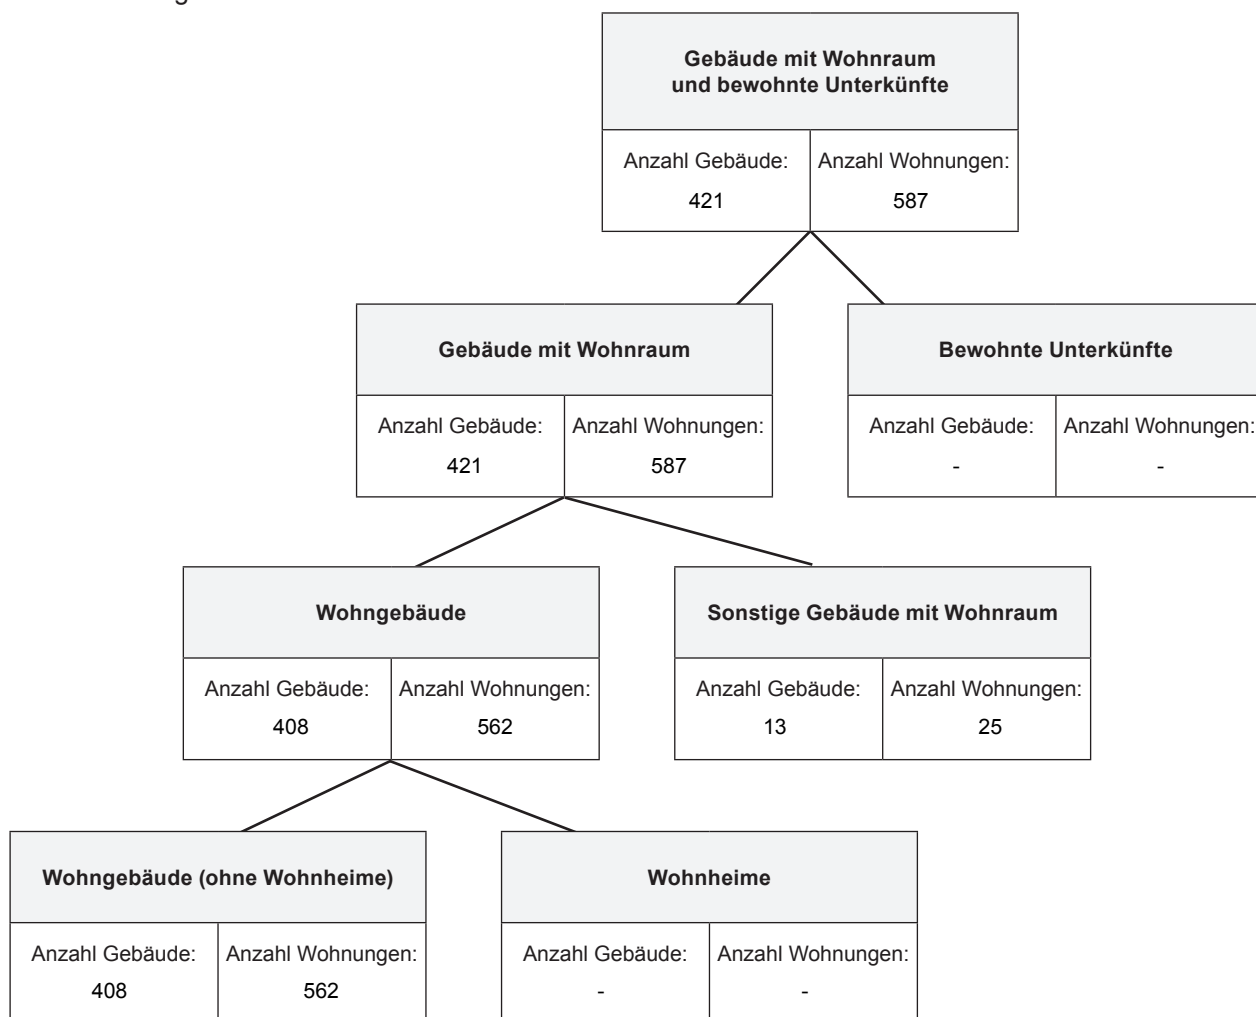 Gebäude mit Wohnraum
und bewohnte Unterkünfte
Anzahl Gebäude: Anzahl Wohnungen:
421 587
Gebäude mit Wohnraum
Anzahl Gebäude: Anzahl Wohnungen:
421 587
Bewohnte Unterkünfte
Anzahl Gebäude: Anzahl Wohnungen:
- -
Wohngebäude
Anzahl Gebäude: Anzahl Wohnungen:
408 562
Sonstige Gebäude mit Wohnraum
Anzahl Gebäude: Anzahl Wohnungen:
13 25
Wohngebäude (ohne Wohnheime)
Anzahl Gebäude: Anzahl Wohnungen:
408 562
Wohnheime
Anzahl Gebäude: Anzahl Wohnungen:
- -